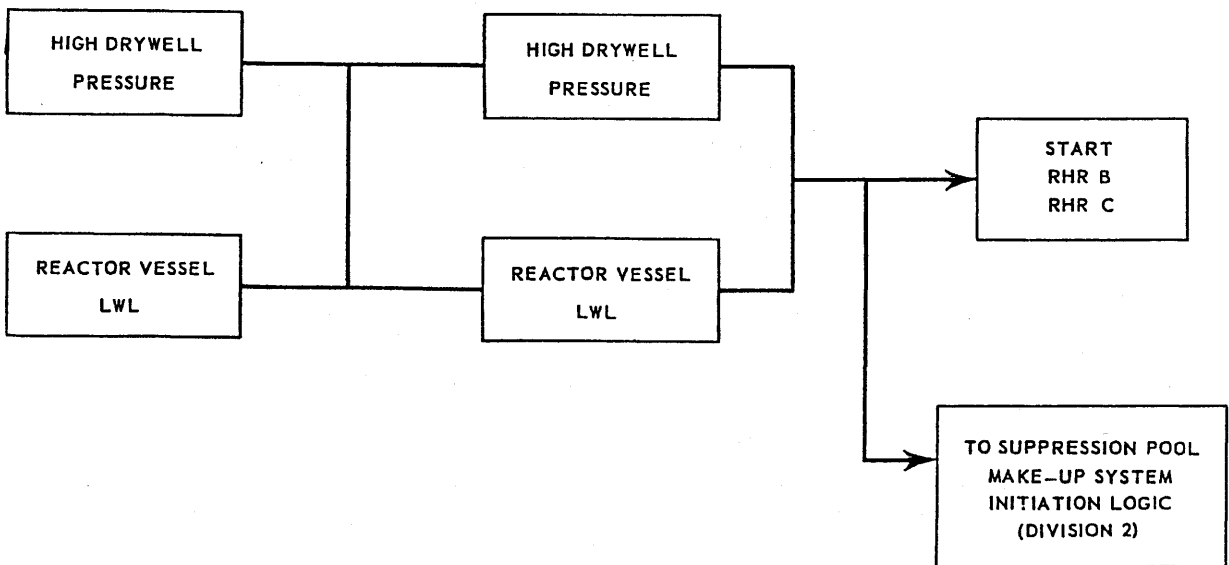 HIGH DRYWELL
PRESSURE
HIGH DRYWELL
PRESSURE
START
RHR B
RHR C
REACTOR VESSEL
LWL
REACTOR VESSEL
LWL
TO SUPPRESSION POOL
MAKE-UP SYSTEM
INITIATION LOGIC
(DIVISION 2)